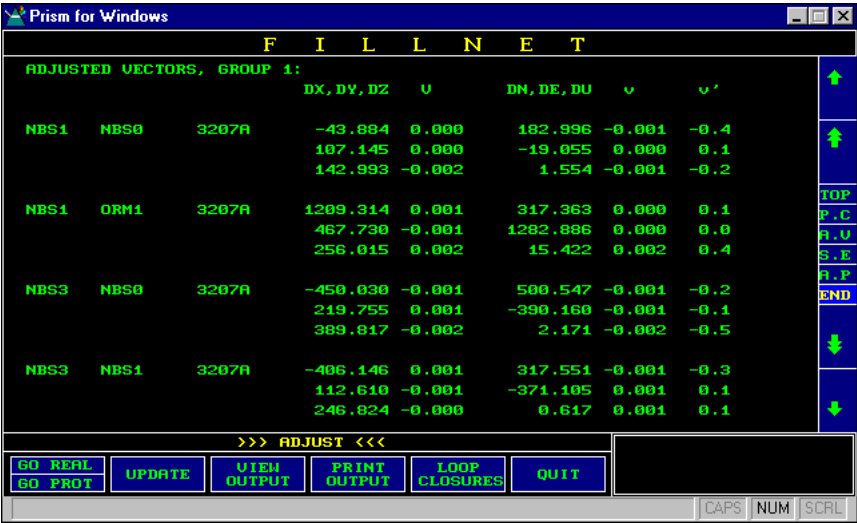 Prism for Windows
F I L L N E T
ADJUSTED VECTORS, GROUP 1:
DX,DY,DZ V DN,DE,DU v v'
NBS1 NBS0 3207A -43.884 0.000 182.996 -0.001 -0.4
107.145 0.000 -19.055 0.000 0.1
142.993 -0.002 1.554 -0.001 -0.2
NBS1 ORM1 3207A 1209.314 0.001 317.363 0.000 0.1
467.730 -0.001 1282.886 0.000 0.0
256.015 0.002 15.422 0.002 0.4
NBS3 NBS0 3207A -450.030 -0.001 500.547 -0.001 -0.2
219.755 0.001 -390.160 -0.001 -0.1
389.817 -0.002 2.171 -0.002 -0.5
NBS3 NBS1 3207A -406.146 0.001 317.551 -0.001 -0.3
112.610 -0.001 -371.105 0.001 0.1
246.824 -0.000 0.617 0.001 0.1
TOP
P.C
A.V
S.E
A.P
END
>>> ADJUST <<<
GO REAL
GO PROT
UPDATE
VIEW
OUTPUT
PRINT
OUTPUT
LOOP
CLOSURES
QUIT
CAPS NUM SCRL